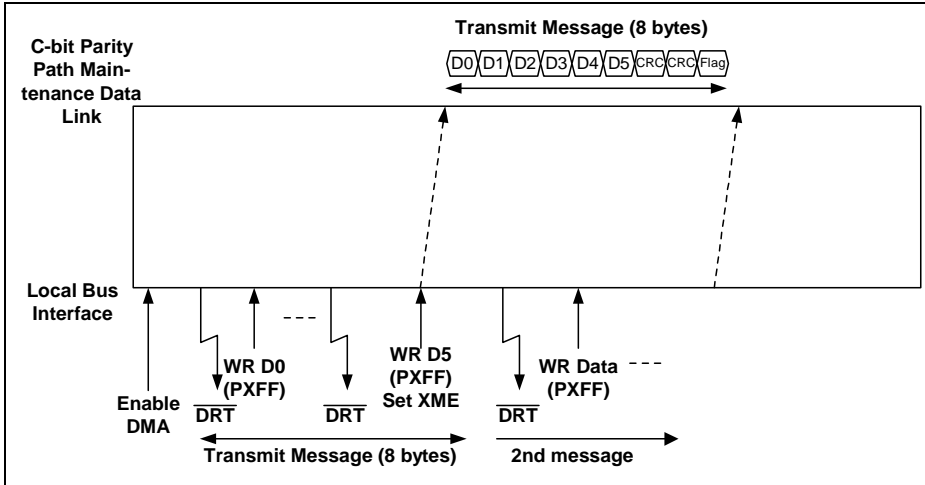 Transmit Message (8 bytes)
C-bit Parity
Path Main-
tenance Data
Link
D0 D1 D2 D3 D4 D5 CRC CRC Flag
Local Bus
Interface
Enable
DMA
DRT
WR D0
(PXFF)
DRT
WR D5
(PXFF)
Set XME
DRT
WR Data
(PXFF)
Transmit Message (8 bytes)
2nd message